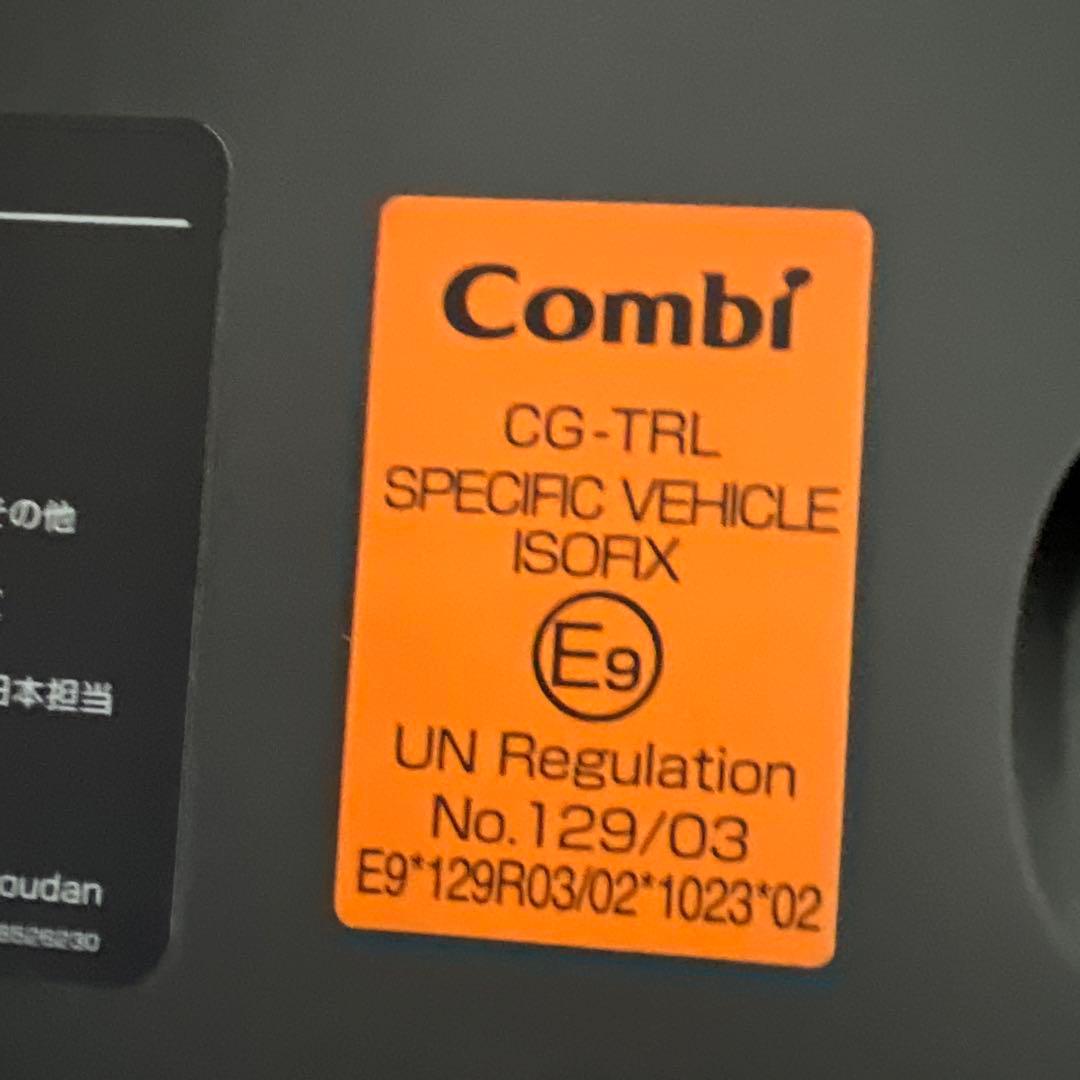 その他
日本担当
oudan
8526230
Combi
CG-TRL
SPECIFIC VEHICLE
ISOFIX
E9
UN Regulation
No.129/03
E9*129R03/02*1023*02